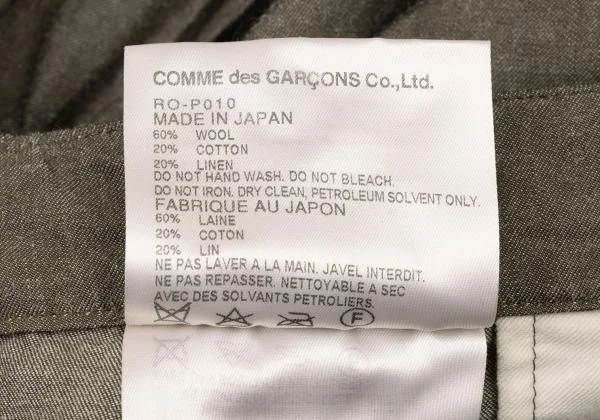 COMME des GARÇONS Co.,Ltd.
RO-P010
MADE IN JAPAN
60% WOOL
20% COTTON
20% LINEN
DO NOT HAND WASH. DO NOT BLEACH.
DO NOT IRON. DRY CLEAN, PETROLEUM SOLVENT ONLY.
FABRIQUE AU JAPON
60% LAINE
20% COTON
20% LIN
NE PAS LAVER A LA MAIN. JAVEL INTERDIT.
NE PAS REPASSER. NETTOYABLE A SEC
AVEC DES SOLVANTS PETROLIERS.
F